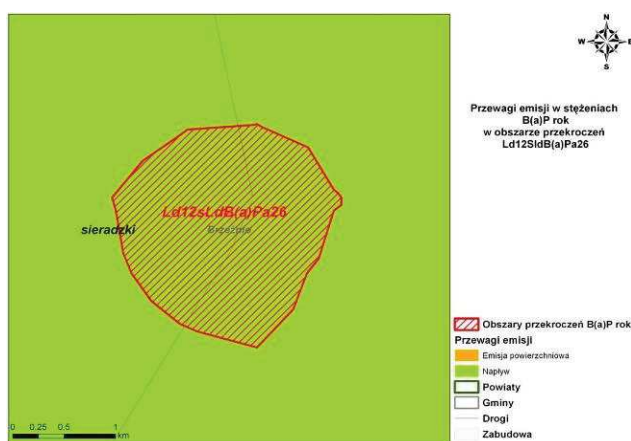 N
W E
S
Przewagi emisji w stężeniach
B(a)P rok
w obszarze przekroczeń
Ld12SldB(a)Pa26
Ld12sLdB(a)Pa26
sieradzki
Brzeźnio
Obszary przekroczeń B(a)P rok
Przewagi emisji
Emisja powierzchniowa
Napływ
Powiaty
Gminy
Drogi
Zabudowa
0 0.25 0.5 1
km